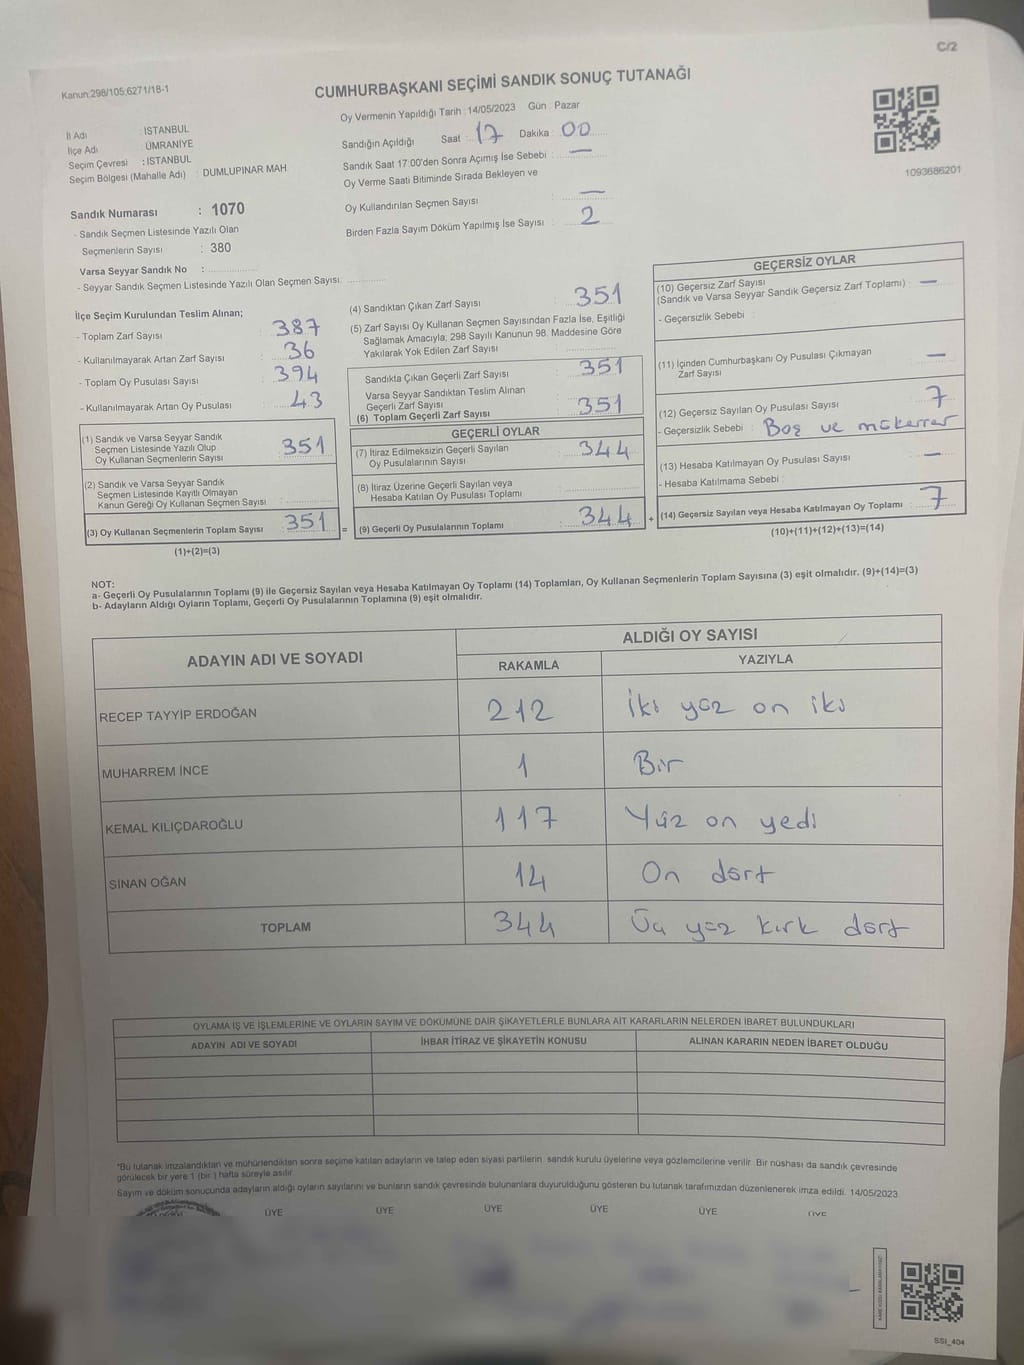 C/2
Kanun:298/105;6271/18-1
CUMHURBAŞKANI SEÇİMİ SANDIK SONUÇ TUTANAĞI
Oy Vermenin Yapıldığı Tarih : 14/05/2023 Gün : Pazar
İl Adı : İSTANBUL
İlçe Adı : ÜMRANİYE
Seçim Çevresi : İSTANBUL
Seçim Bölgesi (Mahalle Adı) : DUMLUPINAR MAH
Sandığın Açıldığı Saat : 17 Dakika : 00
Sandık Saat 17:00'den Sonra Açımış İse Sebebi : —
Oy Verme Saati Bitiminde Sırada Bekleyen ve
Oy Kullandırılan Seçmen Sayısı : —
Birden Fazla Sayım Döküm Yapılmış İse Sayısı : 2
1093686201
Sandık Numarası : 1070
- Sandık Seçmen Listesinde Yazılı Olan
Seçmenlerin Sayısı : 380
Varsa Seyyar Sandık No :
- Seyyar Sandık Seçmen Listesinde Yazılı Olan Seçmen Sayısı:
İlçe Seçim Kurulundan Teslim Alınan;
- Toplam Zarf Sayısı : 387
- Kullanılmayarak Artan Zarf Sayısı : 36
- Toplam Oy Pusulası Sayısı : 394
- Kullanılmayarak Artan Oy Pusulası : 43
(1) Sandık ve Varsa Seyyar Sandık
Seçmen Listesinde Yazılı Olup
Oy Kullanan Seçmenlerin Sayısı : 351
(2) Sandık ve Varsa Seyyar Sandık
Seçmen Listesinde Kayıtlı Olmayan
Kanun Gereği Oy Kullanan Seçmen Sayısı :
(3) Oy Kullanan Seçmenlerin Toplam Sayısı : 351
(1)+(2)=(3)
(4) Sandıktan Çıkan Zarf Sayısı : 351
(5) Zarf Sayısı Oy Kullanan Seçmen Sayısından Fazla İse, Eşitliği
Sağlamak Amacıyla, 298 Sayılı Kanunun 98. Maddesine Göre
Yakılarak Yok Edilen Zarf Sayısı :
Sandıkta Çıkan Geçerli Zarf Sayısı : 351
Varsa Seyyar Sandıktan Teslim Alınan
Geçerli Zarf Sayısı :
(6) Toplam Geçerli Zarf Sayısı : 351
GEÇERLİ OYLAR
(7) İtiraz Edilmeksizin Geçerli Sayılan
Oy Pusulalarının Sayısı : 344
(8) İtiraz Üzerine Geçerli Sayılan veya
Hesaba Katılan Oy Pusulası Toplamı :
= (9) Geçerli Oy Pusulalarının Toplamı : 344 +
GEÇERSİZ OYLAR
(10) Geçersiz Zarf Sayısı
(Sandık ve Varsa Seyyar Sandık Geçersiz Zarf Toplamı) : —
- Geçersizlik Sebebi :
(11) İçinden Cumhurbaşkanı Oy Pusulası Çıkmayan
Zarf Sayısı : —
(12) Geçersiz Sayılan Oy Pusulası Sayısı : 7
- Geçersizlik Sebebi : Boş ve mükerrer
(13) Hesaba Katılmayan Oy Pusulası Sayısı : —
- Hesaba Katılmama Sebebi :
(14) Geçersiz Sayılan veya Hesaba Katılmayan Oy Toplamı : 7
(10)+(11)+(12)+(13)=(14)
NOT:
a- Geçerli Oy Pusulalarının Toplamı (9) ile Geçersiz Sayılan veya Hesaba Katılmayan Oy Toplamı (14) Toplamları, Oy Kullanan Seçmenlerin Toplam Sayısına (3) eşit olmalıdır. (9)+(14)=(3)
b- Adayların Aldığı Oyların Toplamı, Geçerli Oy Pusulalarının Toplamına (9) eşit olmalıdır.
ADAYIN ADI VE SOYADI
ALDIĞI OY SAYISI
RAKAMLA YAZIYLA
RECEP TAYYİP ERDOĞAN 212 İki yüz on iki
MUHARREM İNCE 1 Bir
KEMAL KILIÇDAROĞLU 117 Yüz on yedi
SİNAN OĞAN 14 On dört
TOPLAM 344 Üç yüz kırk dört
OYLAMA İŞ VE İŞLEMLERİNE VE OYLARIN SAYIM VE DÖKÜMÜNE DAİR ŞİKAYETLERLE BUNLARA AİT KARARLARIN NELERDEN İBARET BULUNDUKLARI
ADAYIN ADI VE SOYADI İHBAR İTİRAZ VE ŞİKAYETİN KONUSU ALINAN KARARIN NEDEN İBARET OLDUĞU
*Bu tutanak imzalandıktan ve mühürlendikten sonra seçime katılan adayların ve talep eden siyasi partilerin sandık kurulu üyelerine veya gözlemcilerine verilir. Bir nüshası da sandık çevresinde
görülecek bir yere 1 (bir ) hafta süreyle asılır.
Sayım ve döküm sonucunda adayların aldığı oyların sayılarını ve bunların sandık çevresinde bulunanlara duyurulduğunu gösteren bu tutanak tarafımızdan düzenlenerek imza edildi. 14/05/2023
ÜYE ÜYE ÜYE ÜYE ÜYE ÜYE
SSI_404